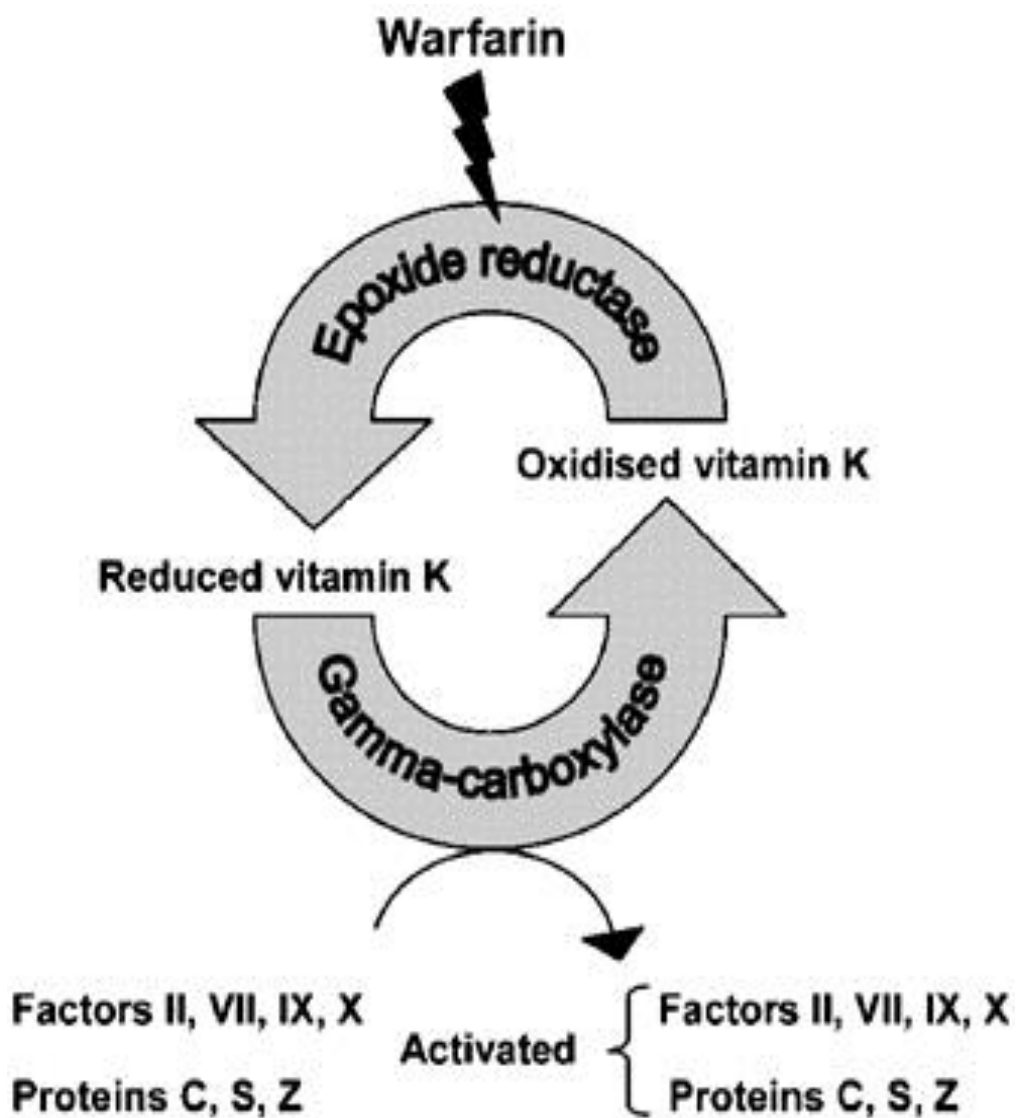 Warfarin
Epoxide reductase
Oxidised vitamin K
Reduced vitamin K
Gamma-carboxylase
Factors II, VII, IX, X
Proteins C, S, Z
Activated
Factors II, VII, IX, X
Proteins C, S, Z